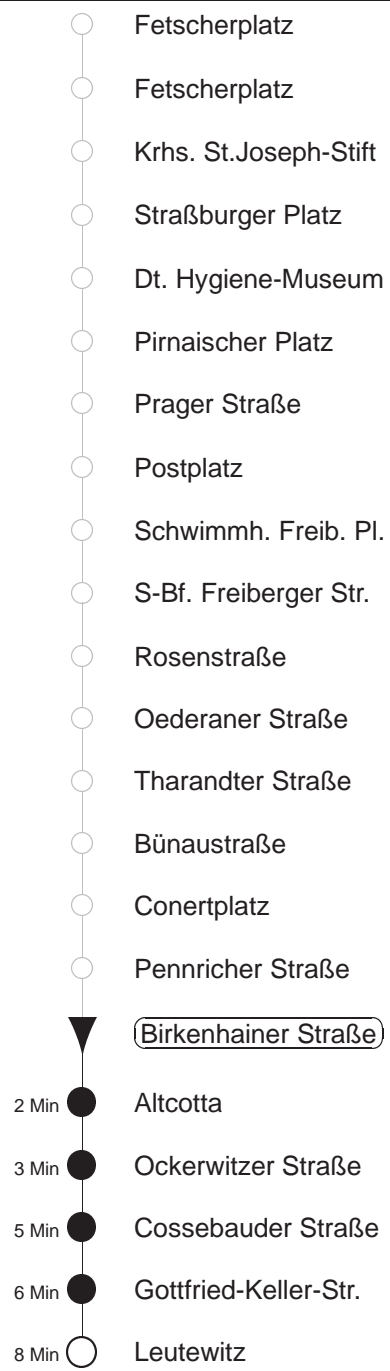 Fetscherplatz
Fetscherplatz
Krhs. St.Joseph-Stift
Straßburger Platz
Dt. Hygiene-Museum
Pirnaischer Platz
Prager Straße
Postplatz
Schwimmh. Freib. Pl.
S-Bf. Freiberger Str.
Rosenstraße
Oederaner Straße
Tharandter Straße
Bünaustraße
Conertplatz
Pennricher Straße
Birkenhainer Straße
2 Min Altcotta
3 Min Ockerwitzer Straße
5 Min Cossebauder Straße
6 Min Gottfried-Keller-Str.
8 Min Leutewitz